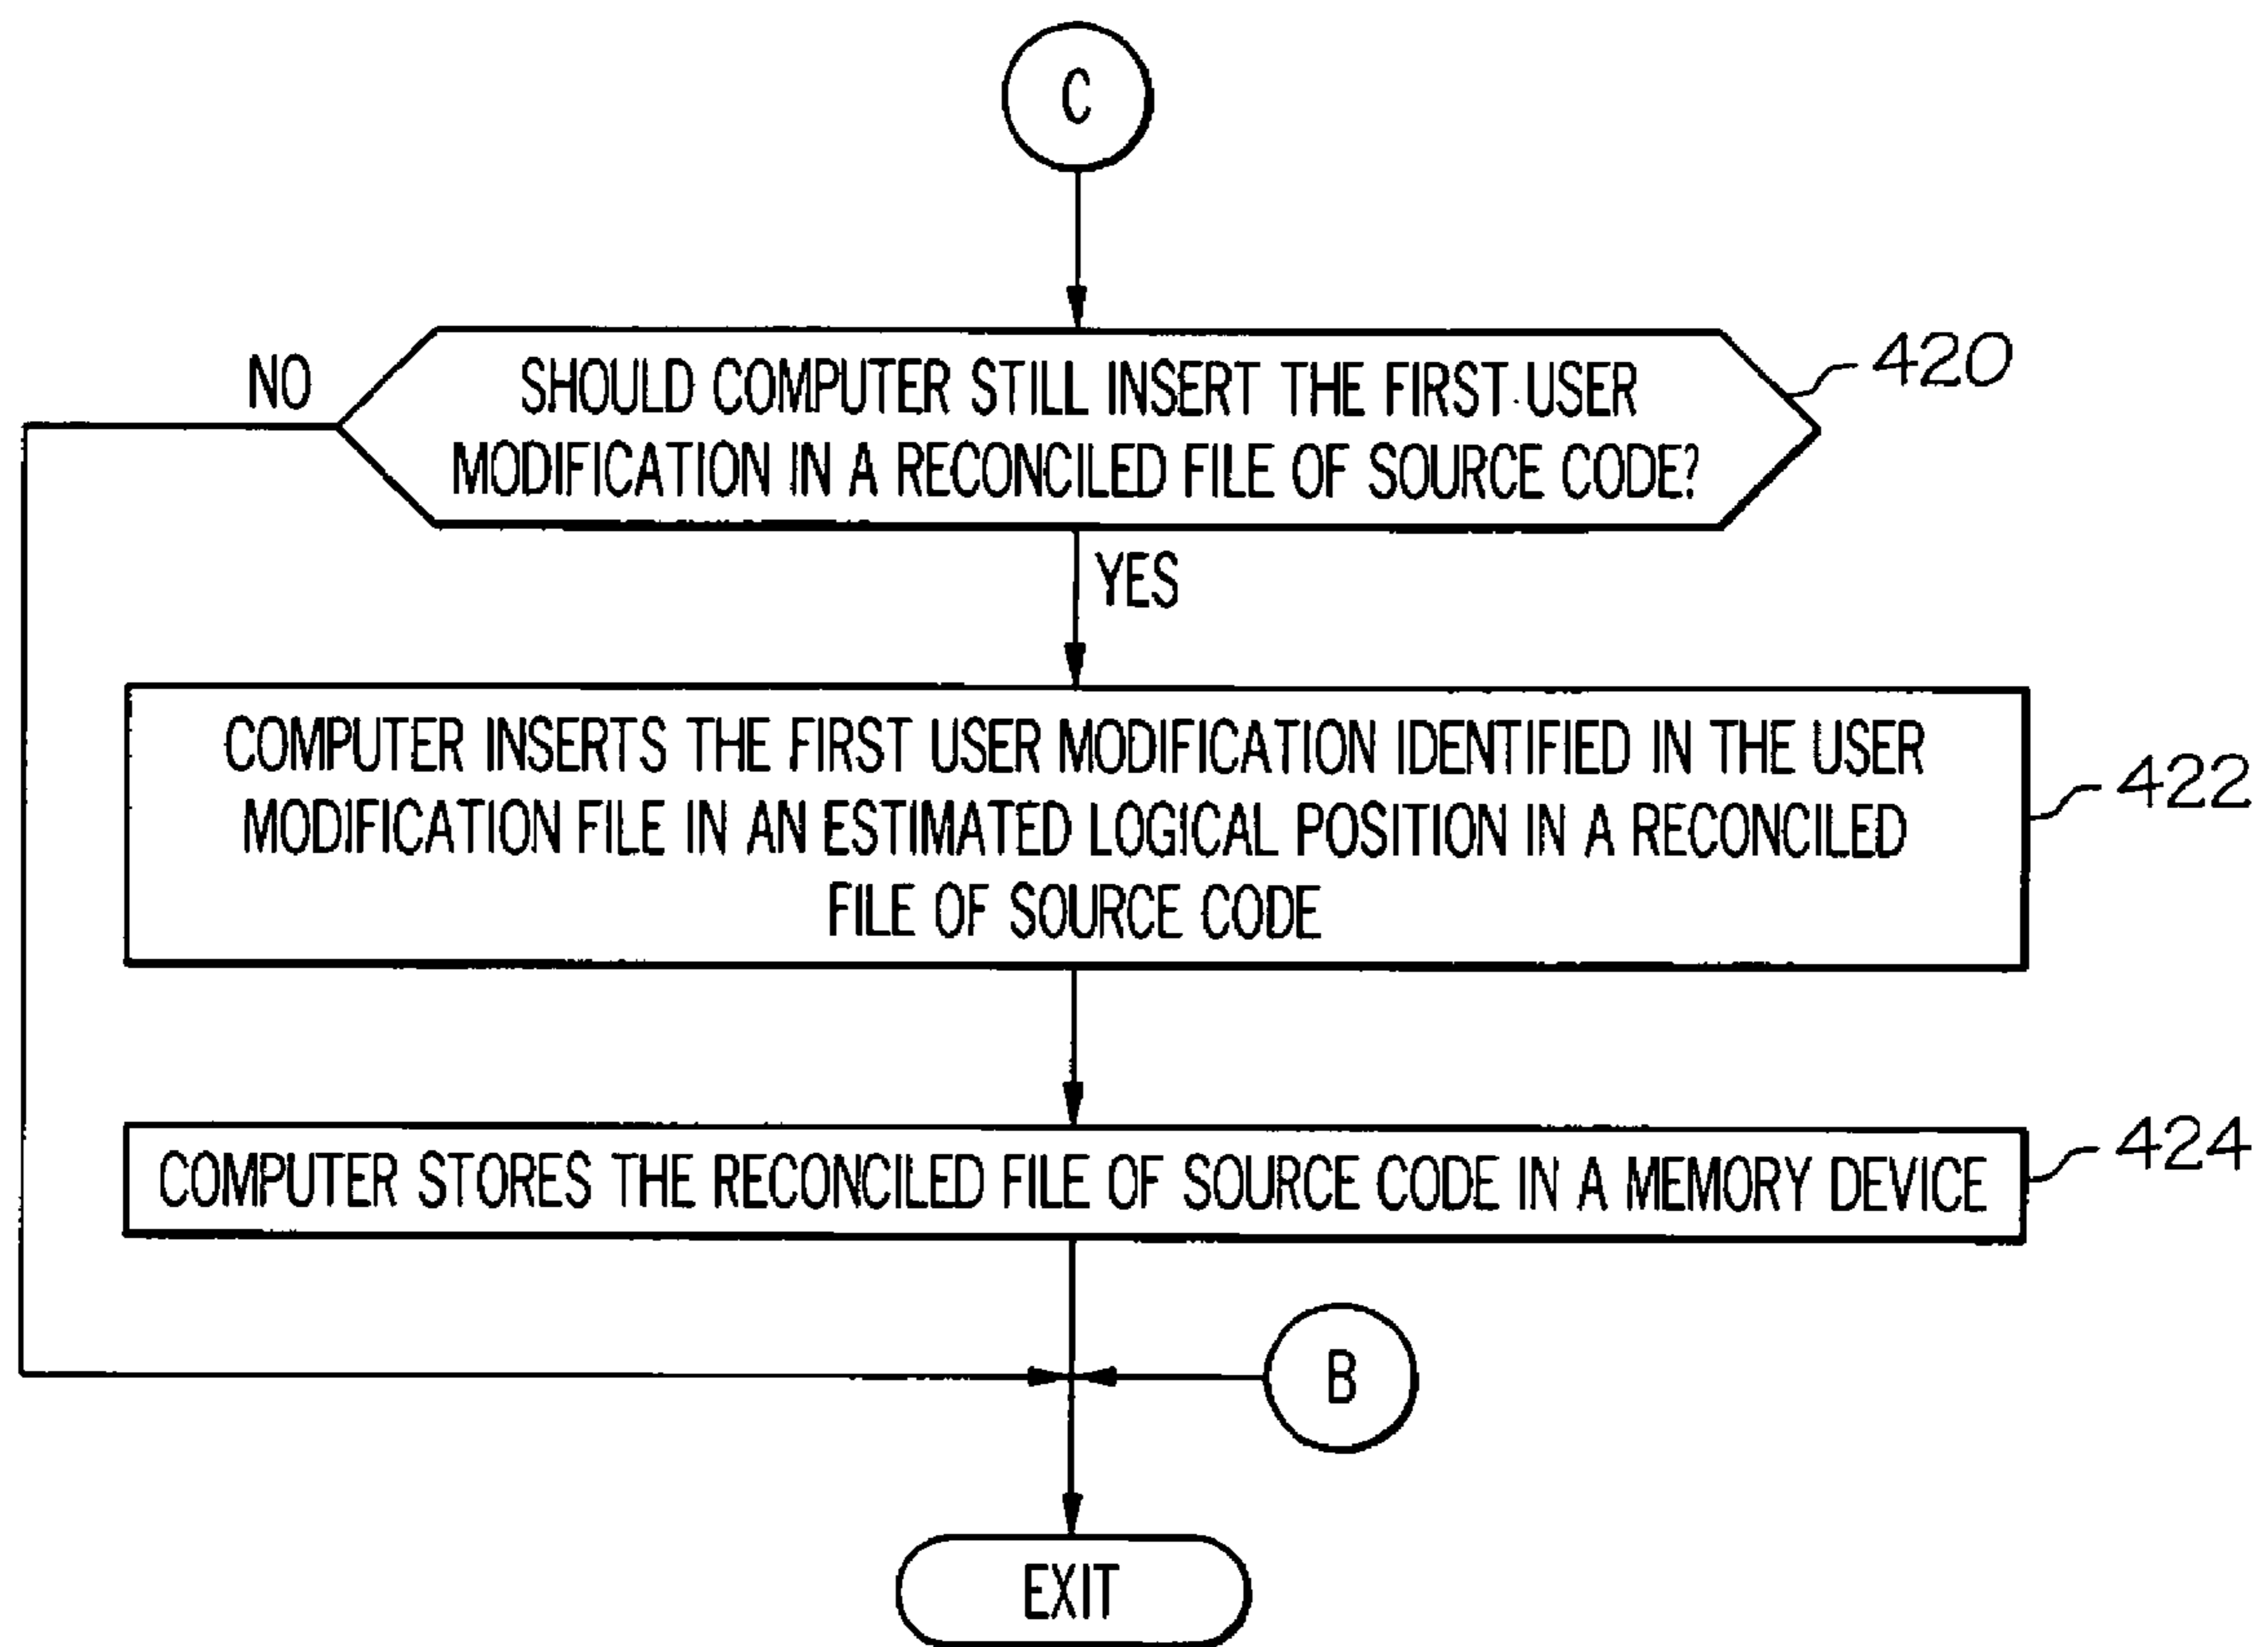 C
NO
SHOULD COMPUTER STILL INSERT THE FIRST USER
MODIFICATION IN A RECONCILED FILE OF SOURCE CODE?
420
YES
COMPUTER INSERTS THE FIRST USER MODIFICATION IDENTIFIED IN THE USER
MODIFICATION FILE IN AN ESTIMATED LOGICAL POSITION IN A RECONCILED
FILE OF SOURCE CODE
422
COMPUTER STORES THE RECONCILED FILE OF SOURCE CODE IN A MEMORY DEVICE
424
B
EXIT